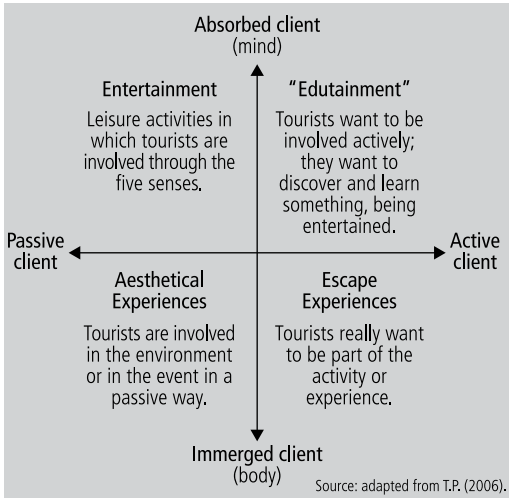 Absorbed client
(mind)
Entertainment
Leisure activities in
which tourists are
involved through the
five senses.
"Edutainment"
Tourists want to be
involved actively;
they want to
discover and learn
something, being
entertained.
Passive
client
Active
client
Aesthetical
Experiences
Tourists are involved
in the environment
or in the event in a
passive way.
Escape
Experiences
Tourists really want
to be part of the
activity or
experience.
Immerged client
(body)
Source: adapted from T.P. (2006).